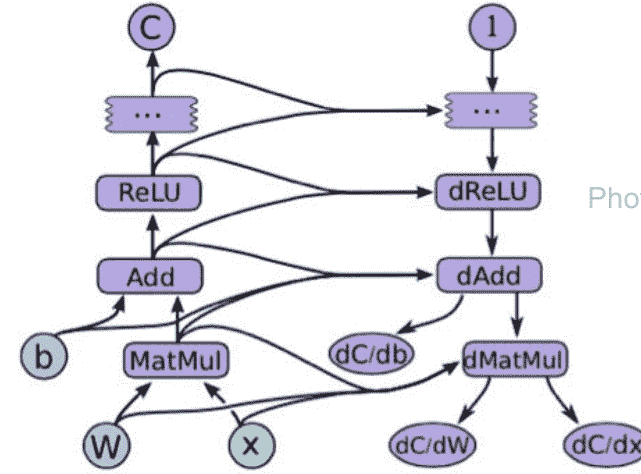 C
1
...
...
ReLU
dReLU
Add
dAdd
b
MatMul
dC/db
dMatMul
W
x
dC/dW
dC/dx